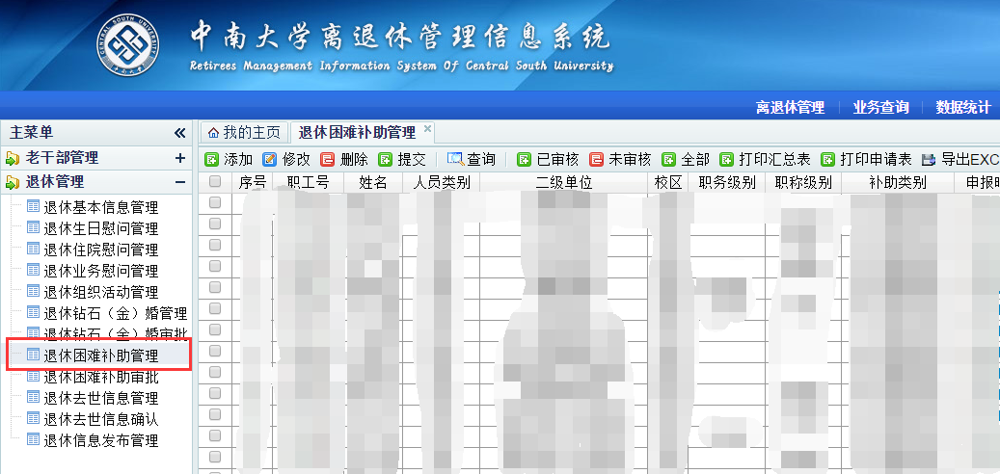 中南大学离退休管理信息系统
Retirees Management Information System Of Central South University
CENTRAL SOUTH UNIVERSITY
中南大学
离退休管理 业务查询 数据统计
主菜单
我的主页 退休困难补助管理
老干部管理
添加 修改 删除 提交 查询 已审核 未审核 全部 打印汇总表 打印申请表 导出EXC
退休管理
序号 职工号 姓名 人员类别 二级单位 校区 职务级别 职称级别 补助类别 申报时
退休基本信息管理
退休生日慰问管理
退休住院慰问管理
退休业务慰问管理
退休组织活动管理
退休钻石（金）婚管理
退休钻石（金）婚审批
退休困难补助管理
退休困难补助审批
退休去世信息管理
退休去世信息确认
退休信息发布管理